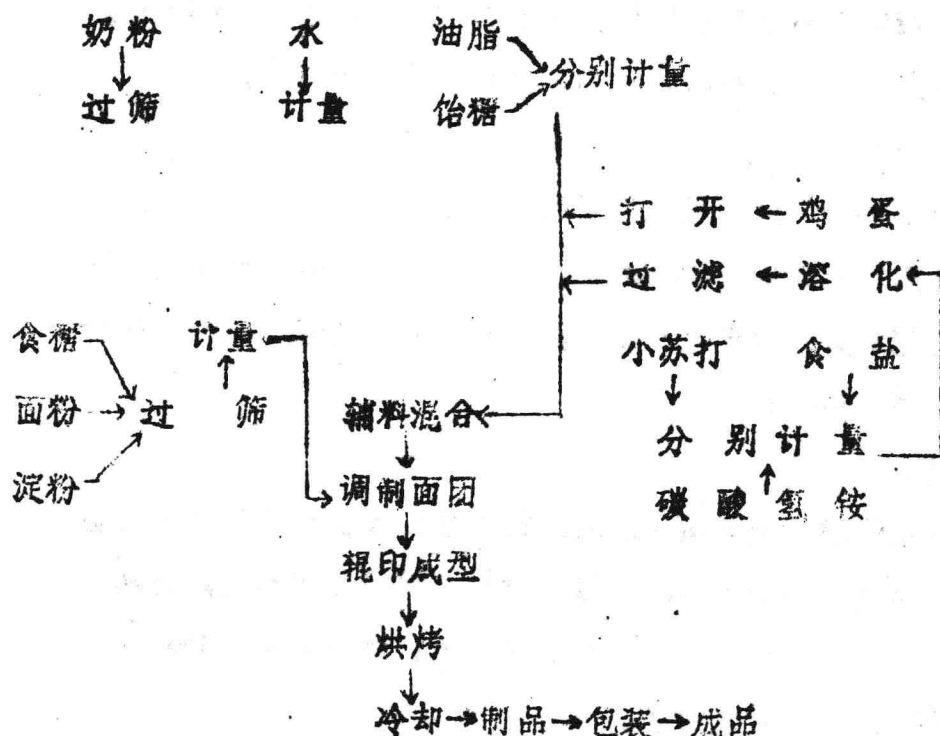 奶粉 水 油脂
分别计量
过筛 计量 饴糖
打开 ← 鸡蛋
过滤 ← 溶化
食糖 计量 小苏打 食盐
面粉 → 过筛 辅料混合
分别计量
淀粉 调制面团
碳酸氢铵
辊印成型
烘烤
冷却→制品→包装→成品